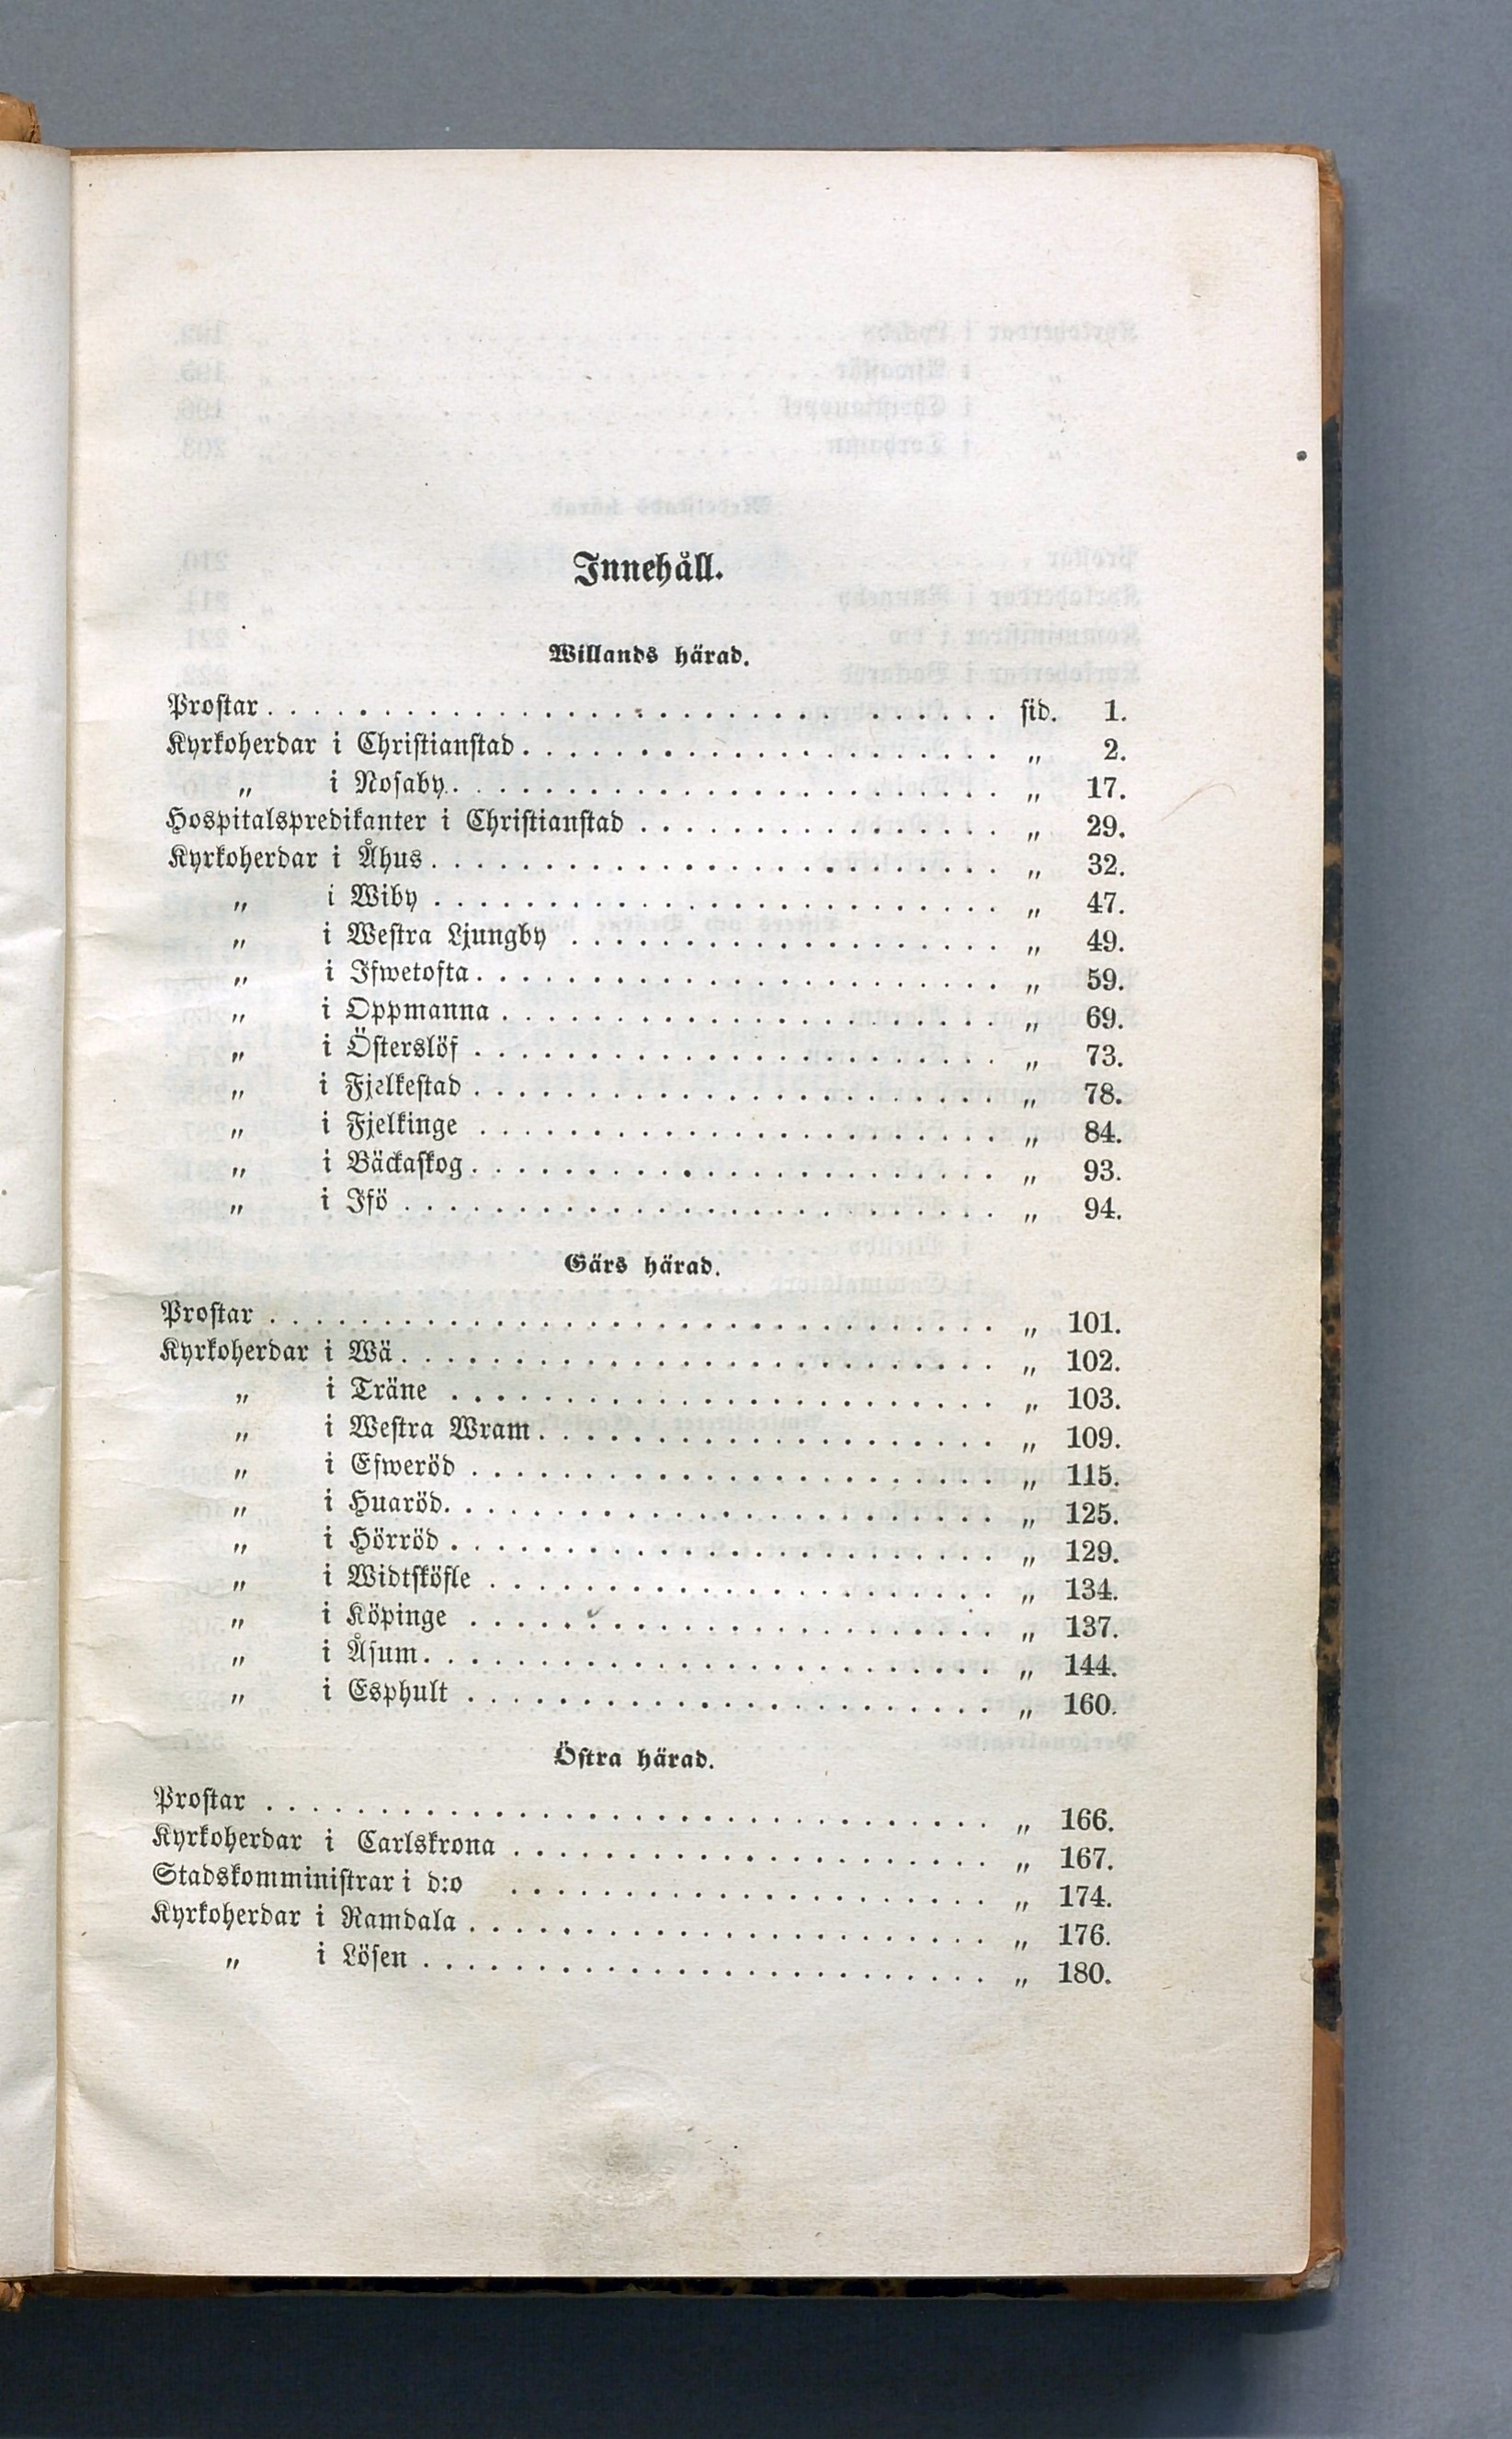 Innehåll.
Willands härad.
Prostar . . . . . . . . . . . . . . . . . . . . . . . . . . . . . . . . sid. 1.
Kyrkoherdar i Christianstad . . . . . . . . . . . . . . . . . . . . . „ 2.
„ i Nosaby . . . . . . . . . . . . . . . . . . . . . . . . „ 17.
Hospitalspredikanter i Christianstad . . . . . . . . . . . . . . . . „ 29.
Kyrkoherdar i Åhus . . . . . . . . . . . . . . . . . . . . . . . . . „ 32.
„ i Wiby . . . . . . . . . . . . . . . . . . . . . . . . . „ 47.
„ i Westra Ljungby . . . . . . . . . . . . . . . . . . . „ 49.
„ i Ifwetofta . . . . . . . . . . . . . . . . . . . . . . . „ 59.
„ i Oppmanna . . . . . . . . . . . . . . . . . . . . . . „ 69.
„ i Österslöf . . . . . . . . . . . . . . . . . . . . . . . „ 73.
„ i Fjelkestad . . . . . . . . . . . . . . . . . . . . . . . „ 78.
„ i Fjelkinge . . . . . . . . . . . . . . . . . . . . . . . „ 84.
„ i Bäckaskog . . . . . . . . . . . . . . . . . . . . . . . „ 93.
„ i Ifö . . . . . . . . . . . . . . . . . . . . . . . . . . „ 94.
Gärs härad.
Prostar . . . . . . . . . . . . . . . . . . . . . . . . . . . . . . . . „ 101.
Kyrkoherdar i Wä . . . . . . . . . . . . . . . . . . . . . . . . . . „ 102.
„ i Träne . . . . . . . . . . . . . . . . . . . . . . . . „ 103.
„ i Westra Wram . . . . . . . . . . . . . . . . . . . . „ 109.
„ i Efweröd . . . . . . . . . . . . . . . . . . . . . . . „ 115.
„ i Huaröd . . . . . . . . . . . . . . . . . . . . . . . . „ 125.
„ i Hörröd . . . . . . . . . . . . . . . . . . . . . . . . „ 129.
„ i Widtsköfle . . . . . . . . . . . . . . . . . . . . . . „ 134.
„ i Köpinge . . . . . . . . . . . . . . . . . . . . . . . „ 137.
„ i Åsum . . . . . . . . . . . . . . . . . . . . . . . . . „ 144.
„ i Esphult . . . . . . . . . . . . . . . . . . . . . . . „ 160.
Östra härad.
Prostar . . . . . . . . . . . . . . . . . . . . . . . . . . . . . . . . „ 166.
Kyrkoherdar i Carlskrona . . . . . . . . . . . . . . . . . . . . . „ 167.
Stadskomministrar i d:o . . . . . . . . . . . . . . . . . . . . . „ 174.
Kyrkoherdar i Ramdala . . . . . . . . . . . . . . . . . . . . . . . „ 176.
„ i Lösen . . . . . . . . . . . . . . . . . . . . . . . . . „ 180.